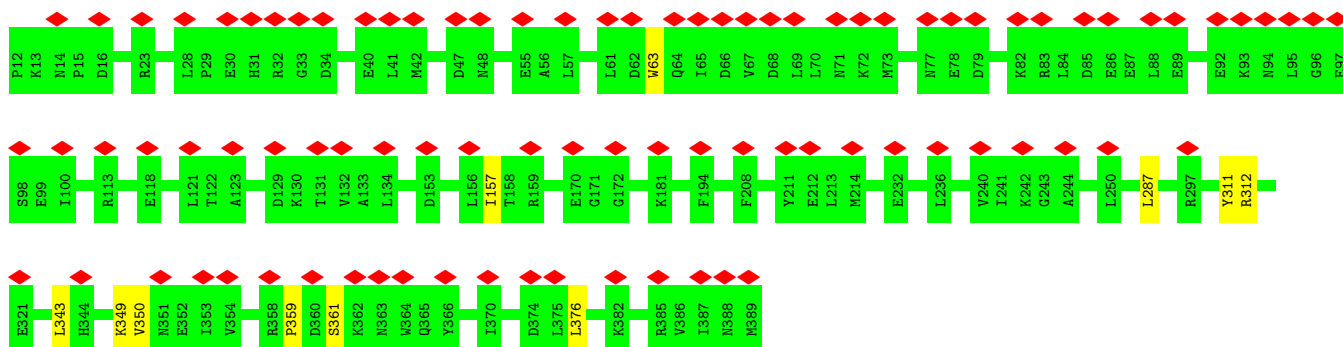 P12 K13 N14 P15 D16 R23 L28 P29 E30 H31 R32 G33 D34 E40 L41 M42 D47 N48 E55 A56 L57 L61 D62 W63 Q64 I65 D66 V67 D68 L69 L70 N71 K72 M73 N77 E78 D79 K82 R83 L84 D85 E86 E87 L88 E89 E92 K93 N94 L95 G96 E97
S98 E99 I100 R113 E118 L121 T122 A123 D129 K130 T131 V132 A133 L134 D153 L156 I157 T158 R159 E170 G171 G172 K181 F194 F208 Y211 E212 L213 M214 E232 L236 V240 I241 K242 G243 A244 L250 L287 R297 Y311 R312
E321 L343 H344 K349 V350 N351 E352 I353 V354 R358 P359 D360 S361 K362 N363 W364 Q365 Y366 I370 D374 L375 L376 K382 R385 V386 I387 N388 M389